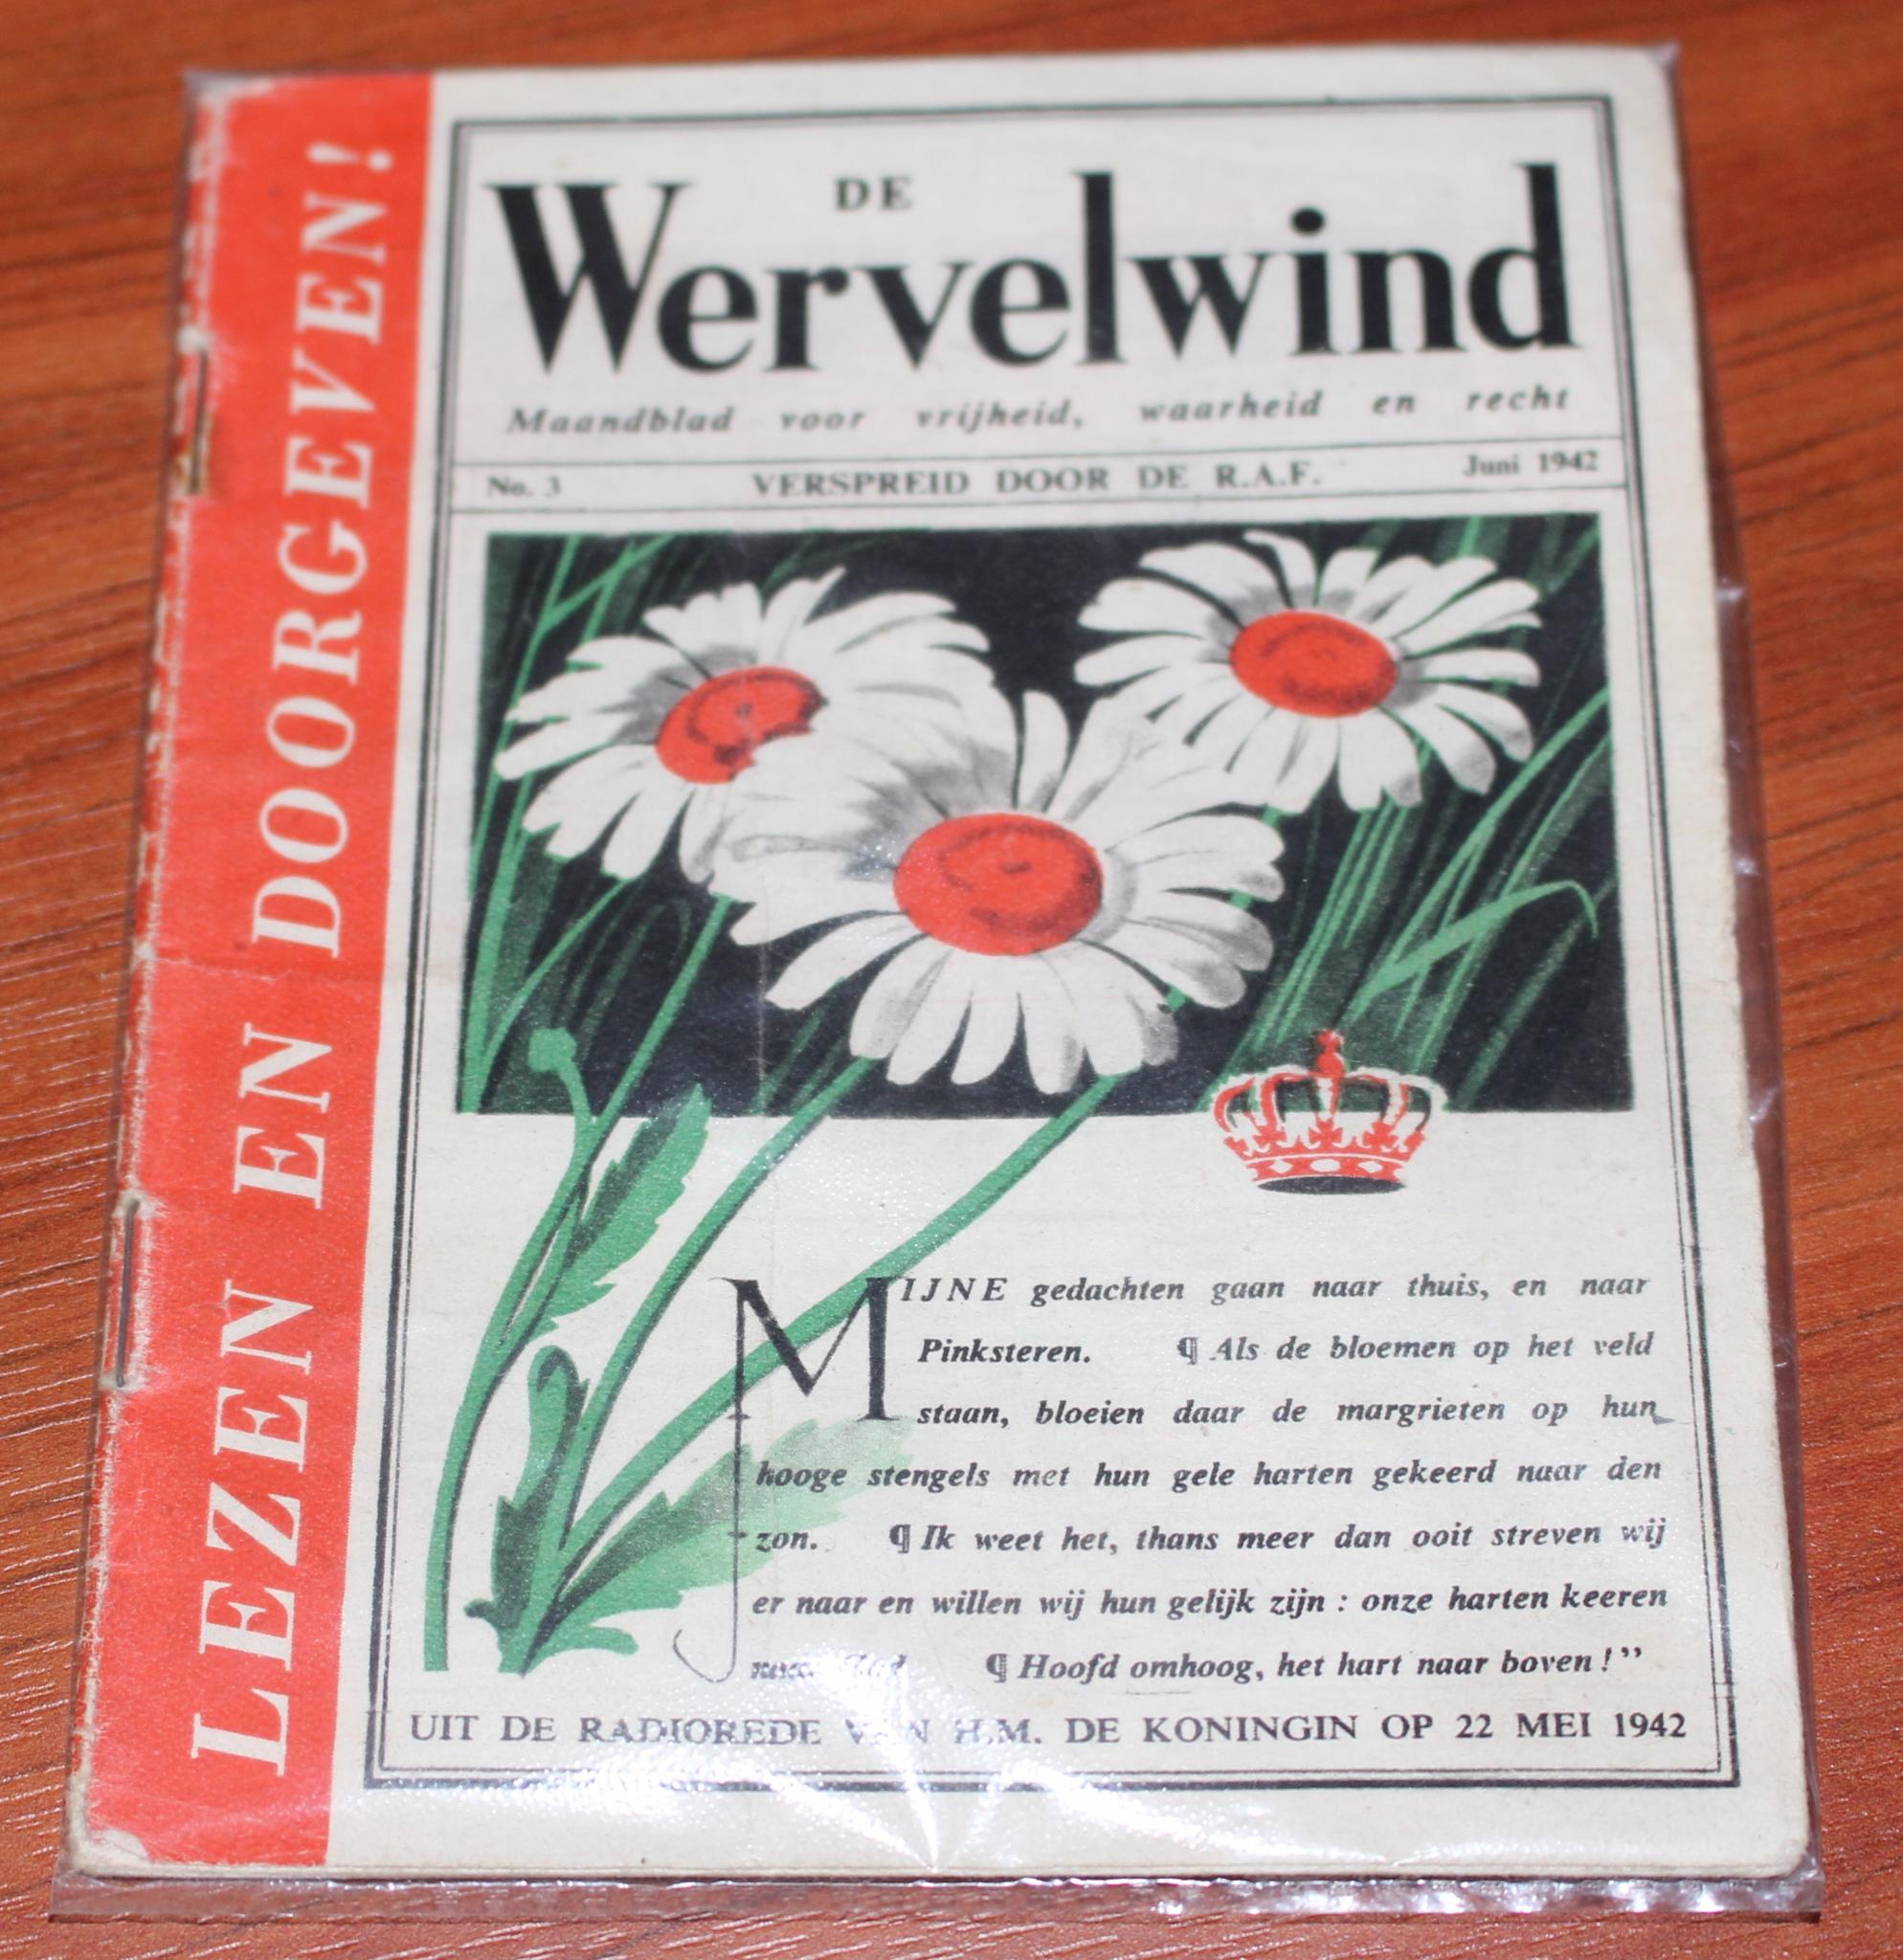 LEZEN EN DOORGEVEN!
DE
Wervelwind
Maandblad voor vrijheid, waarheid en recht
No. 3 VERSPREID DOOR DE R.A.F. Juni 1942
MIJNE gedachten gaan naar thuis, en naar
Pinksteren. ¶ Als de bloemen op het veld
staan, bloeien daar de margrieten op hun
hooge stengels met hun gele harten gekeerd naar den
zon. ¶ Ik weet het, thans meer dan ooit streven wij
er naar en willen wij hun gelijk zijn : onze harten keeren
¶ Hoofd omhoog, het hart naar boven !”
UIT DE RADIOREDE VAN H.M. DE KONINGIN OP 22 MEI 1942